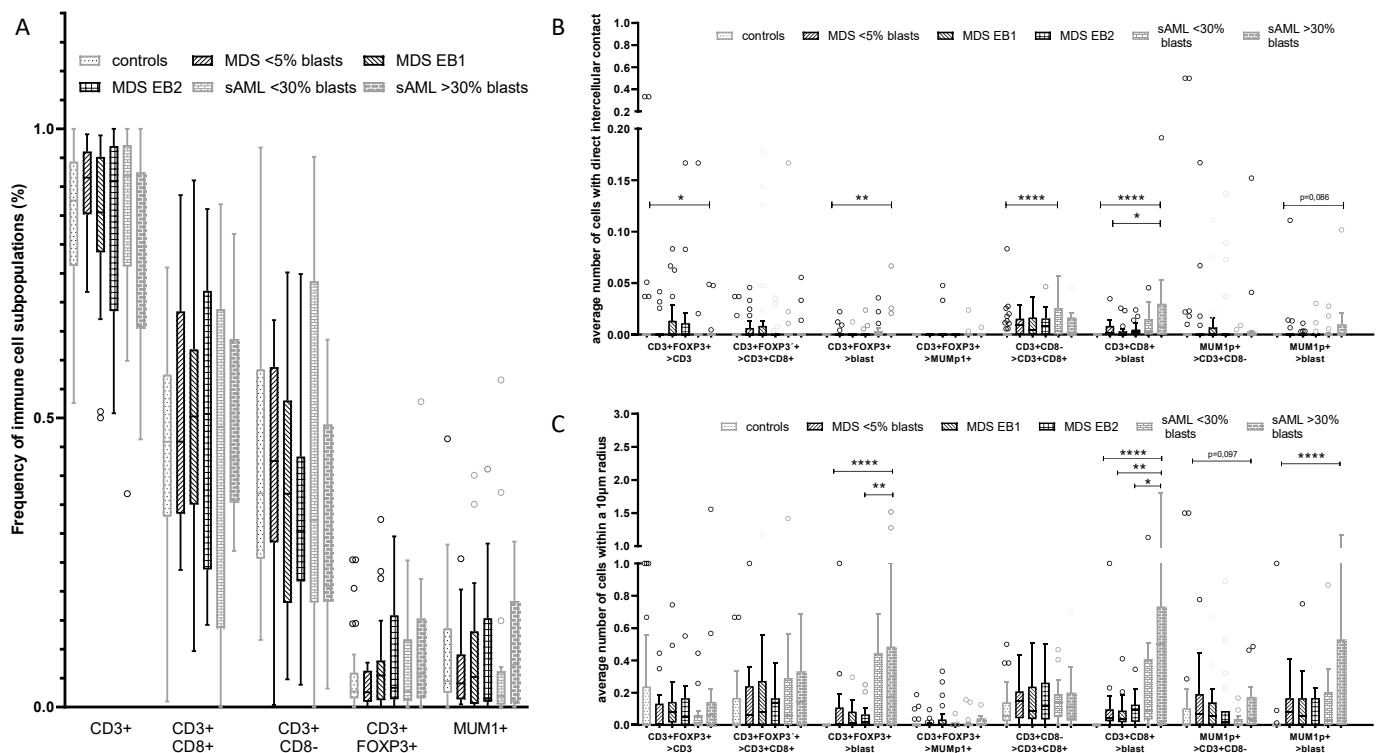 A
controls
MDS <5% blasts
MDS EB1
MDS EB2
sAML <30% blasts
sAML >30% blasts
Frequency of immune cell subpopulations (%)
1.0
0.5
0.0
CD3+
CD3+
CD8+
CD3+
CD8-
CD3+
FOXP3+
MUM1+
B
controls
MDS <5% blasts
MDS EB1
MDS EB2
sAML <30%
blasts
sAML >30%
blasts
average number of cells with direct intercellular contact
1.0
0.8
0.6
0.4
0.2
0.20
0.15
0.10
0.05
0.00
*
**
****
****
*
p=0,086
CD3+FOXP3+
>CD3
CD3+FOXP3´+
>CD3+CD8+
CD3+FOXP3+
>blast
CD3+FOXP3+
>MUMp1+
CD3+CD8-
>CD3+CD8+
CD3+CD8+
>blast
MUM1p+
>CD3+CD8-
MUM1p+
>blast
C
controls
MDS <5% blasts
MDS EB1
MDS EB2
sAML <30%
blasts
sAML >30%
blasts
average number of cells within a 10µm radius
3.0
2.5
2.0
1.5
1.0
1.0
0.8
0.6
0.4
0.2
0.0
****
**
****
**
*
p=0,097
****
CD3+FOXP3+
>CD3
CD3+FOXP3´+
>CD3+CD8+
CD3+FOXP3+
>blast
CD3+FOXP3+
>MUMp1+
CD3+CD8-
>CD3+CD8+
CD3+CD8+
>blast
MUM1p+
>CD3+CD8-
MUM1p+
>blast